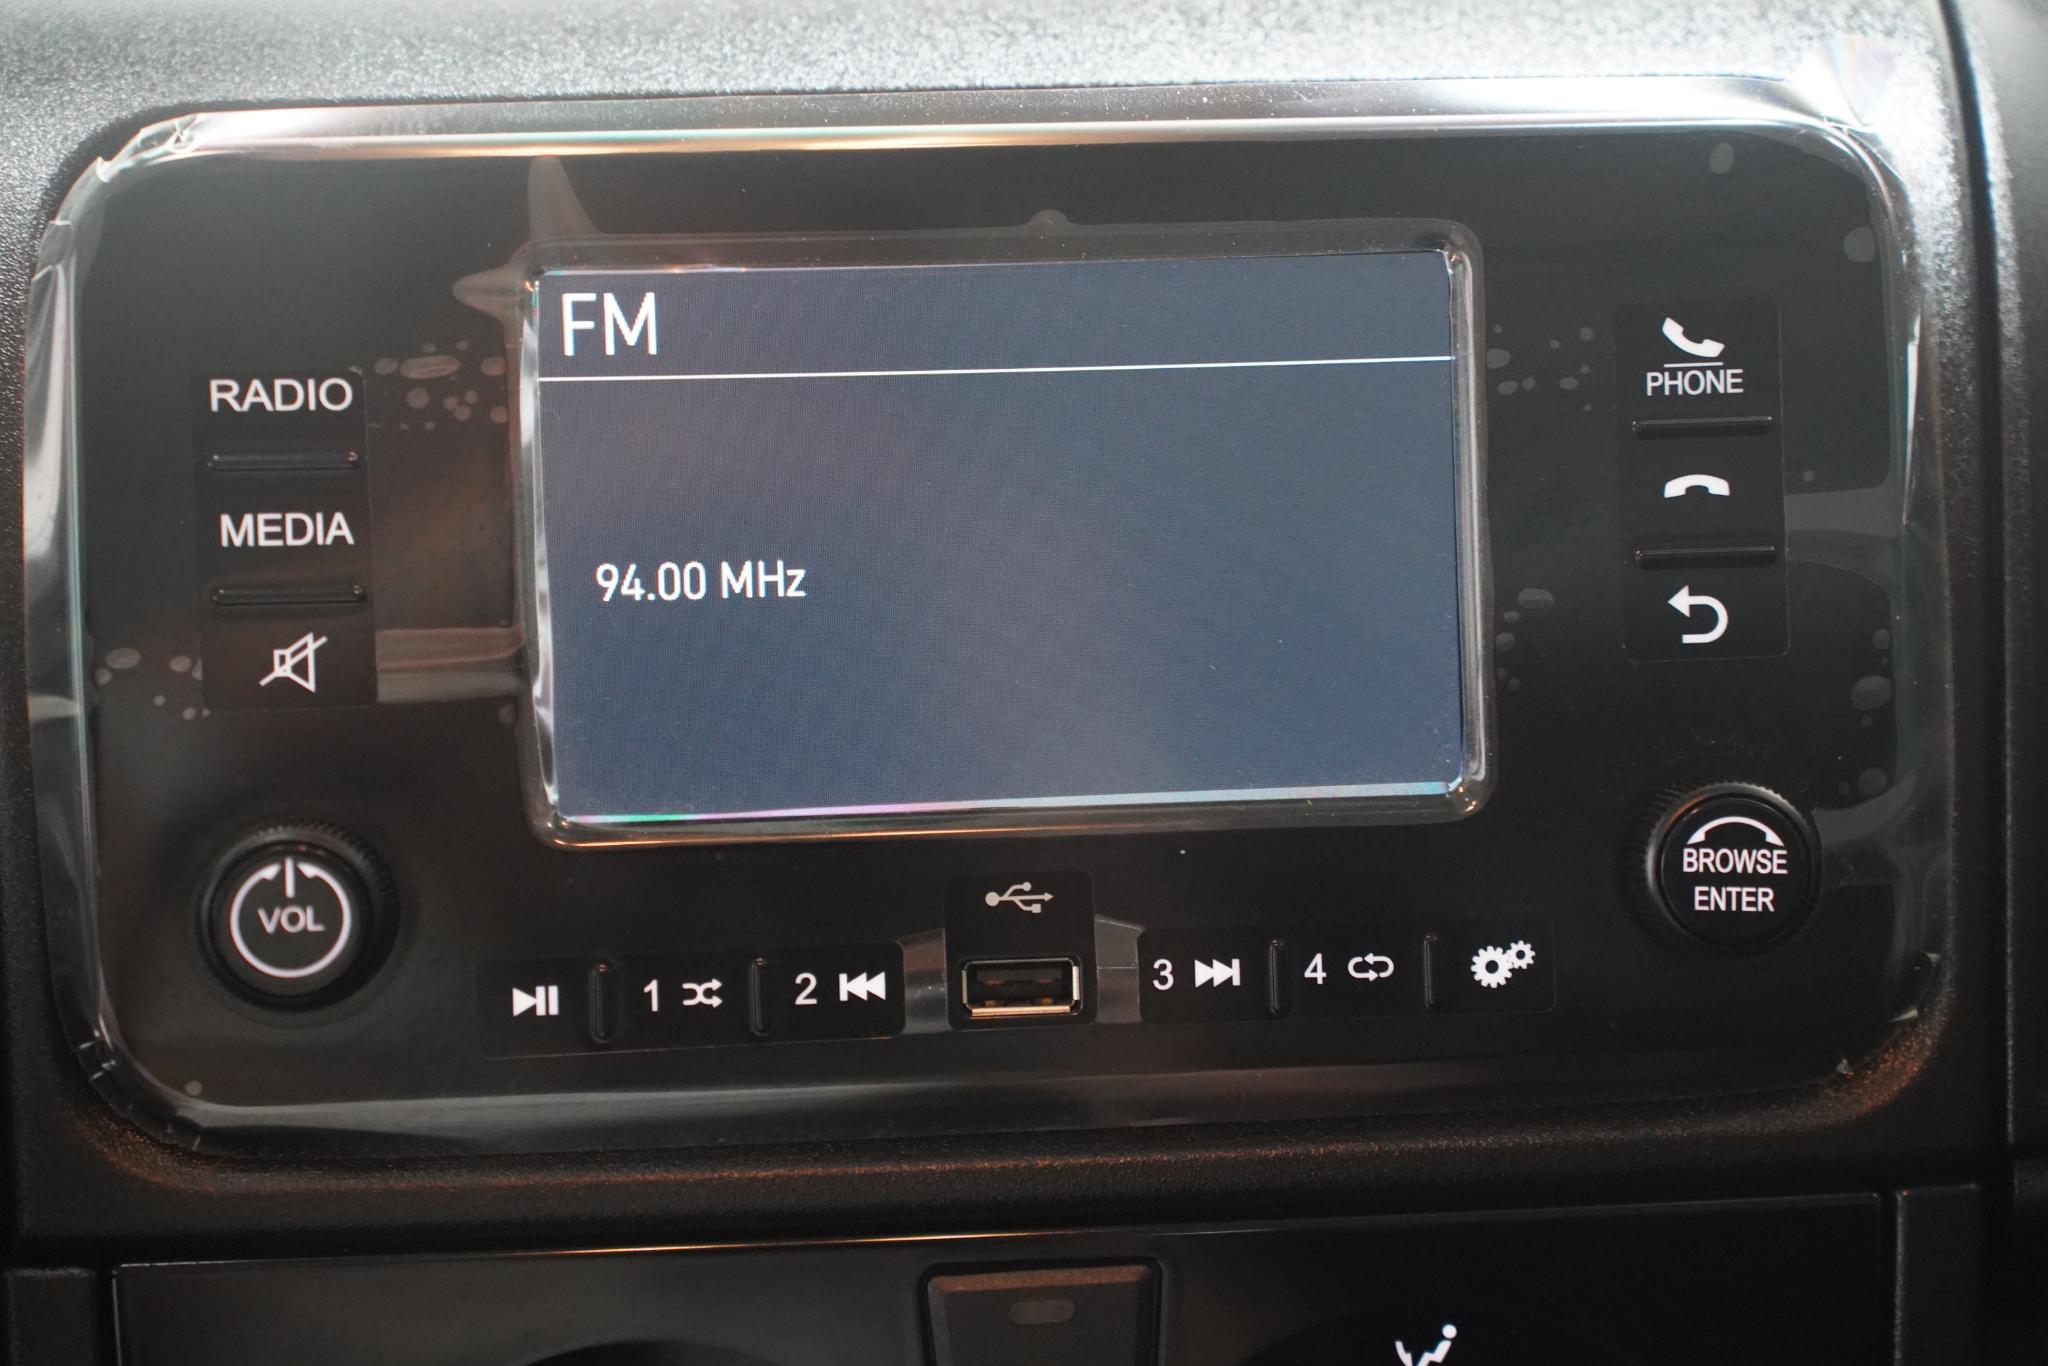 FM
94.00 MHz
RADIO
MEDIA
VOL
PHONE
BROWSE
ENTER
1
2
3
4